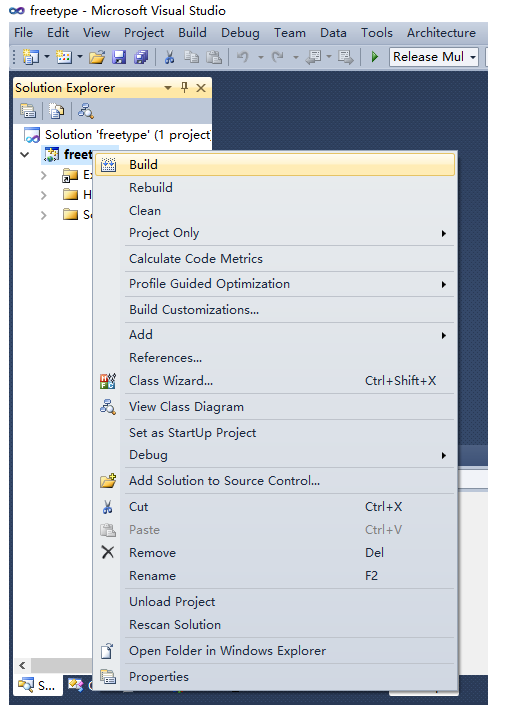 freetype - Microsoft Visual Studio
File Edit View Project Build Debug Team Data Tools Architecture
Release Mul
Solution Explorer
Solution 'freetype' (1 project)
freet
Build
E
Rebuild
H
Clean
S
Project Only
Calculate Code Metrics
Profile Guided Optimization
Build Customizations...
Add
References...
Class Wizard... Ctrl+Shift+X
View Class Diagram
Set as StartUp Project
Debug
Add Solution to Source Control...
Cut Ctrl+X
Paste Ctrl+V
Remove Del
Rename F2
Unload Project
Rescan Solution
Open Folder in Windows Explorer
Properties
S...